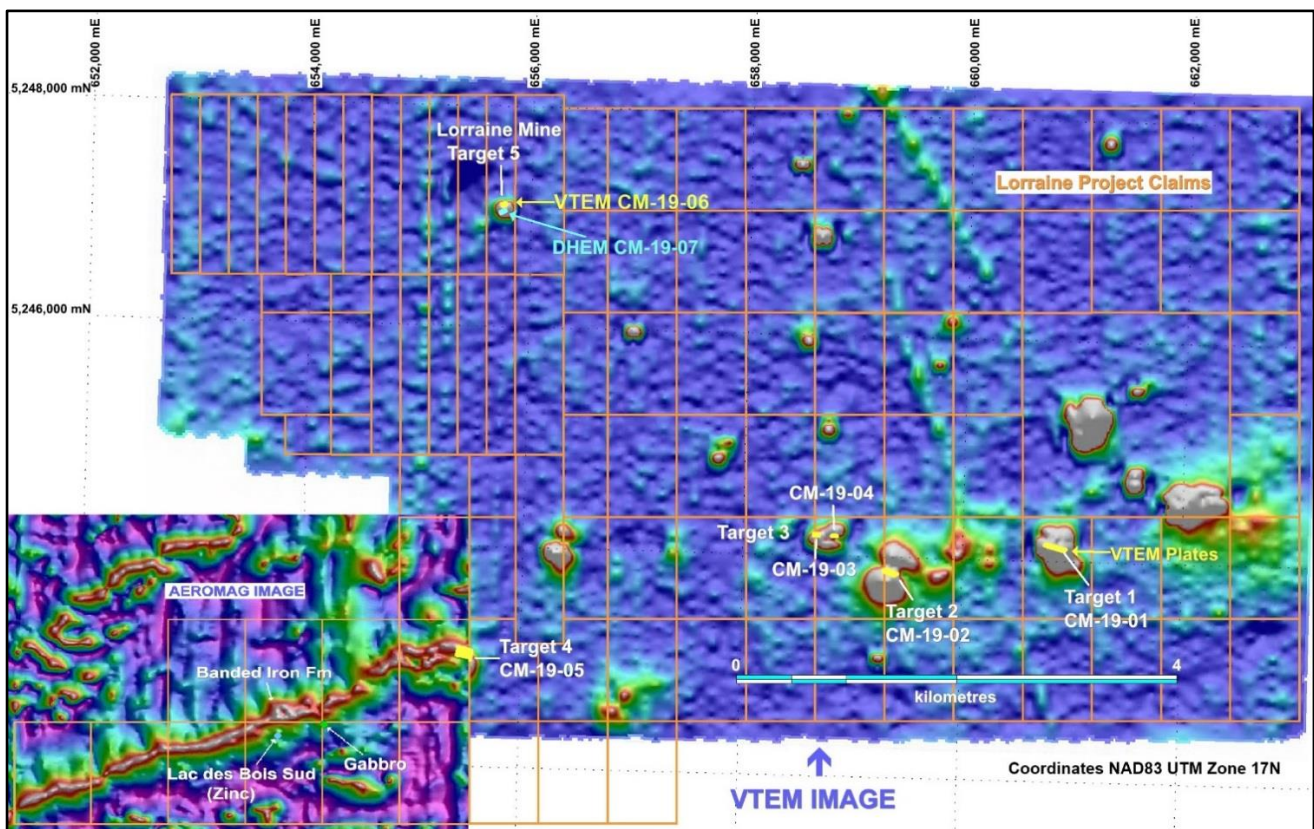 652,000 mE
654,000 mE
656,000 mE
658,000 mE
660,000 mE
662,000 mE
5,248,000 mN
Lorraine Mine
Target 5
Lorraine Project Claims
VTEM CM-19-06
DHEM CM-19-07
5,246,000 mN
CM-19-04
Target 3
CM-19-03
VTEM Plates
Target 1
CM-19-01
Target 2
CM-19-02
AEROMAG IMAGE
Target 4
CM-19-05
Banded Iron Fm
0
4
kilometres
Gabbro
Lac des Bols Sud
(Zinc)
Coordinates NAD83 UTM Zone 17N
VTEM IMAGE